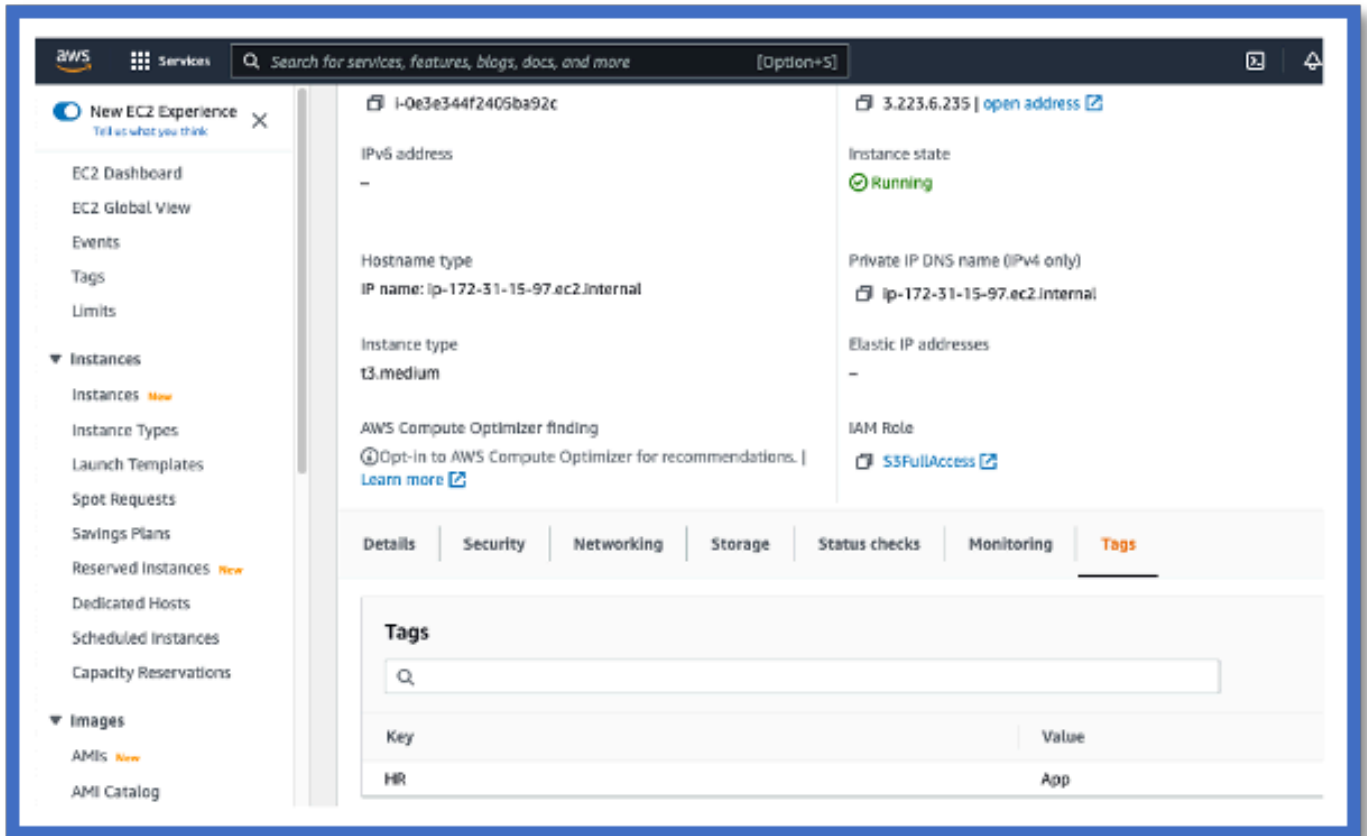 aws
Services
Search for services, features, blogs, docs, and more
[Option+S]
New EC2 Experience
Tell us what you think
EC2 Dashboard
EC2 Global View
Events
Tags
Limits
Instances
Instances New
Instance Types
Launch Templates
Spot Requests
Savings Plans
Reserved Instances New
Dedicated Hosts
Scheduled Instances
Capacity Reservations
Images
AMIs New
AMI Catalog
i-0e3e344f2405ba92c
3.223.6.235 | open address
IPv6 address
–
Instance state
Running
Hostname type
IP name: ip-172-31-15-97.ec2.internal
Private IP DNS name (IPv4 only)
ip-172-31-15-97.ec2.internal
Instance type
t3.medium
Elastic IP addresses
–
AWS Compute Optimizer finding
Opt-in to AWS Compute Optimizer for recommendations. |
Learn more
IAM Role
S3FullAccess
Details
Security
Networking
Storage
Status checks
Monitoring
Tags
Tags
Key
Value
HR
App